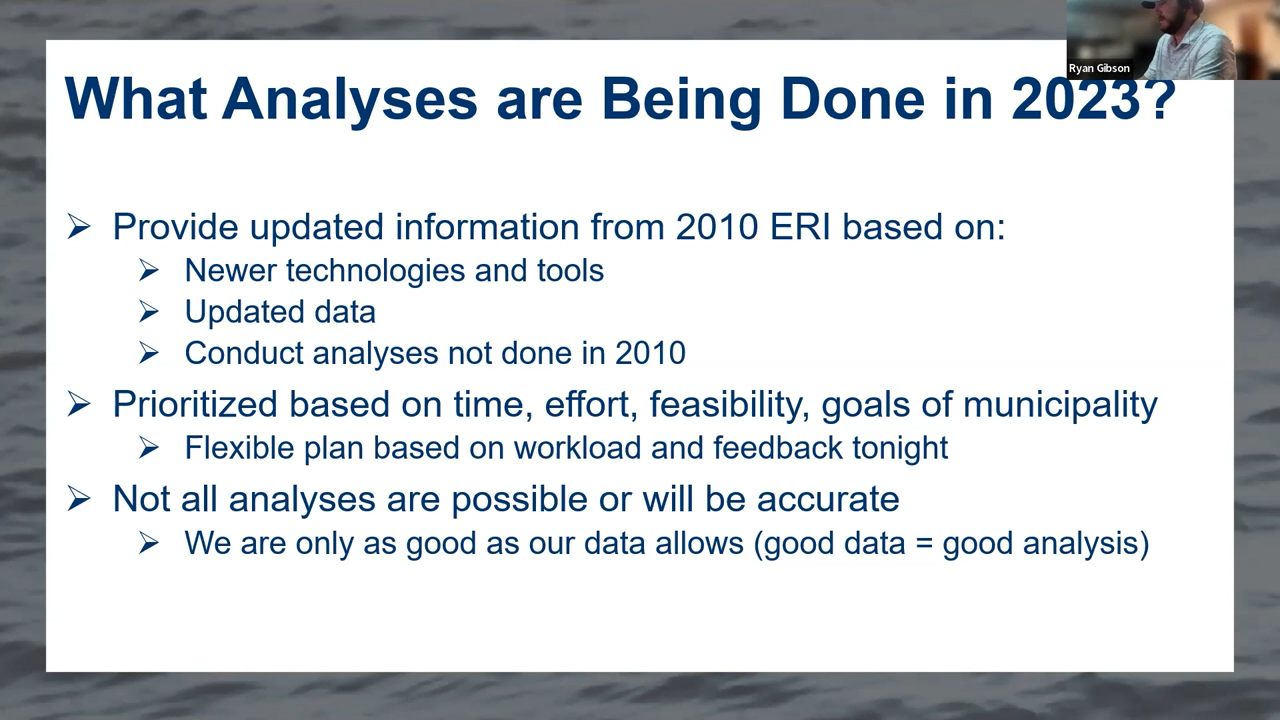 Ryan Gibson
What Analyses are Being Done in 2023?
➢ Provide updated information from 2010 ERI based on:
➢ Newer technologies and tools
➢ Updated data
➢ Conduct analyses not done in 2010
➢ Prioritized based on time, effort, feasibility, goals of municipality
➢ Flexible plan based on workload and feedback tonight
➢ Not all analyses are possible or will be accurate
➢ We are only as good as our data allows (good data = good analysis)